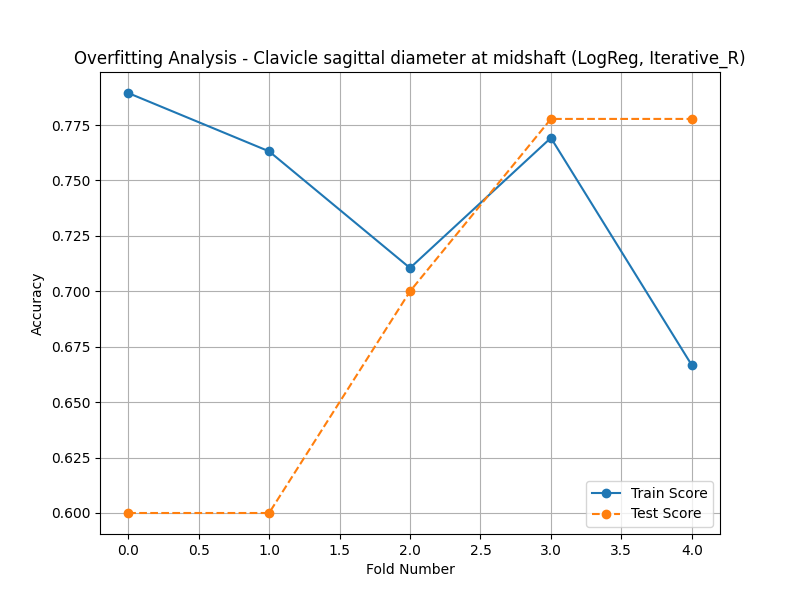 Overfitting Analysis - Clavicle sagittal diameter at midshaft (LogReg, Iterative_R)
Accuracy
0.775
0.750
0.725
0.700
0.675
0.650
0.625
0.600
Train Score
Test Score
0.0 0.5 1.0 1.5 2.0 2.5 3.0 3.5 4.0
Fold Number